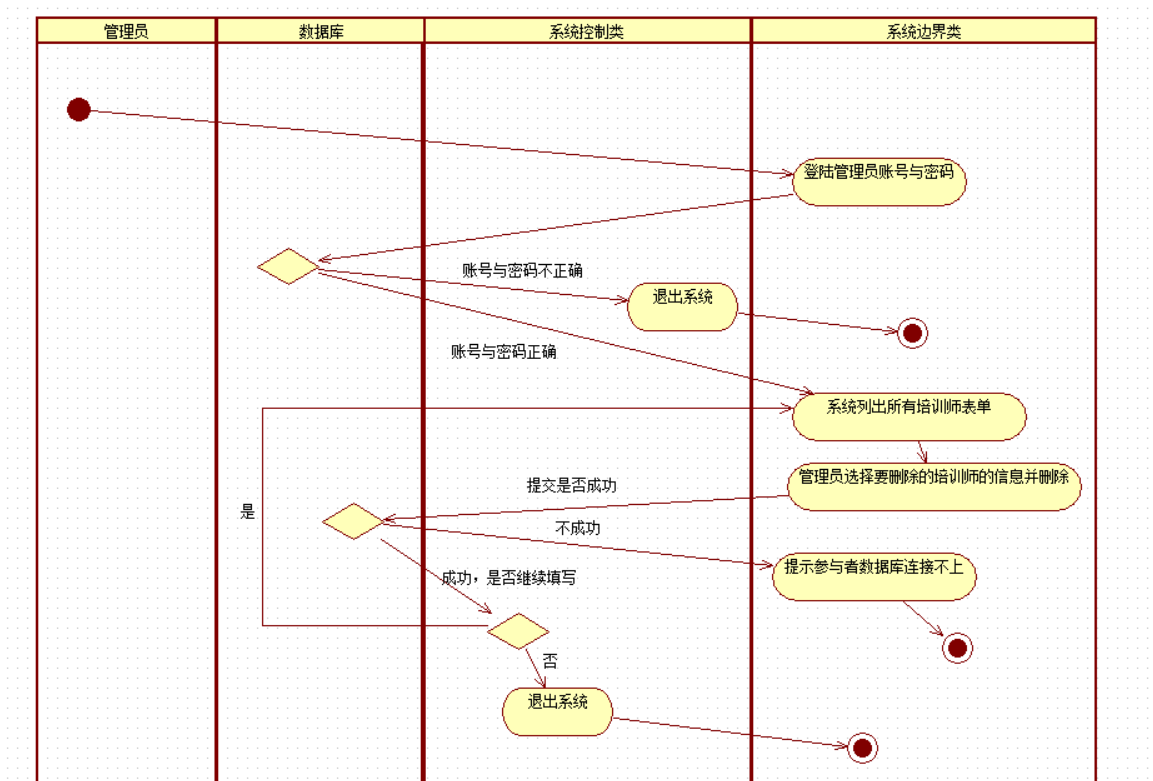 管理员
数据库
系统控制类
系统边界类
登陆管理员账号与密码
账号与密码不正确
退出系统
账号与密码正确
系统列出所有培训师表单
管理员选择要删除的培训师的信息并删除
提交是否成功
是
不成功
提示参与者数据库连接不上
成功，是否继续填写
否
退出系统